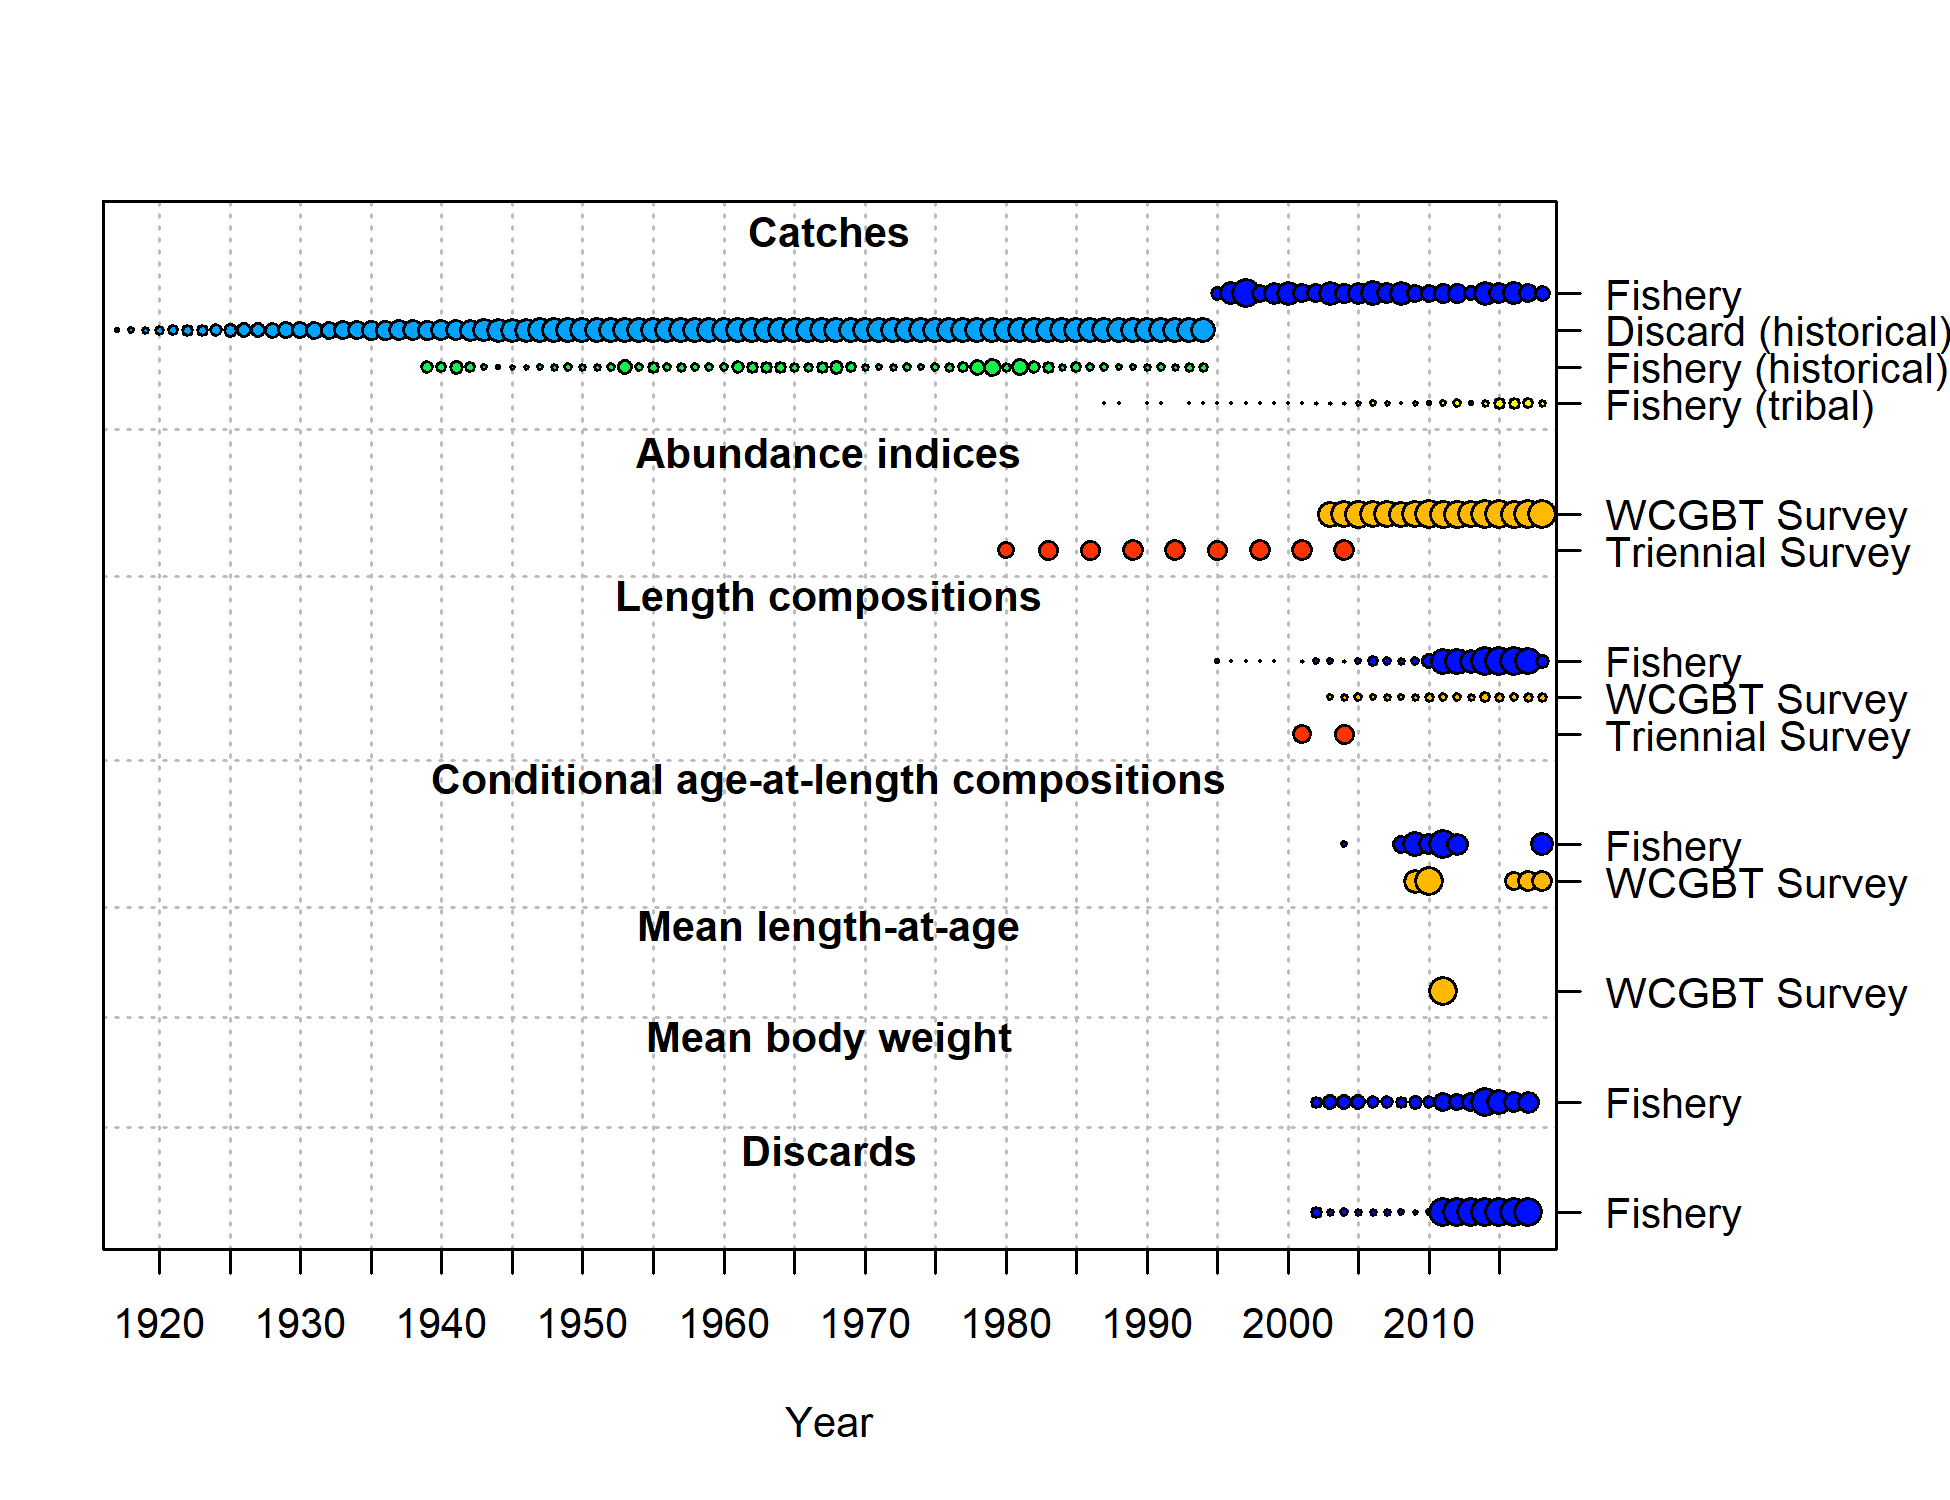 Catches
Fishery
Discard (historical)
Fishery (historical)
Fishery (tribal)
Abundance indices
WCGBT Survey
Triennial Survey
Length compositions
Fishery
WCGBT Survey
Triennial Survey
Conditional age-at-length compositions
Fishery
WCGBT Survey
Mean length-at-age
WCGBT Survey
Mean body weight
Fishery
Discards
Fishery
1920 1930 1940 1950 1960 1970 1980 1990 2000 2010
Year